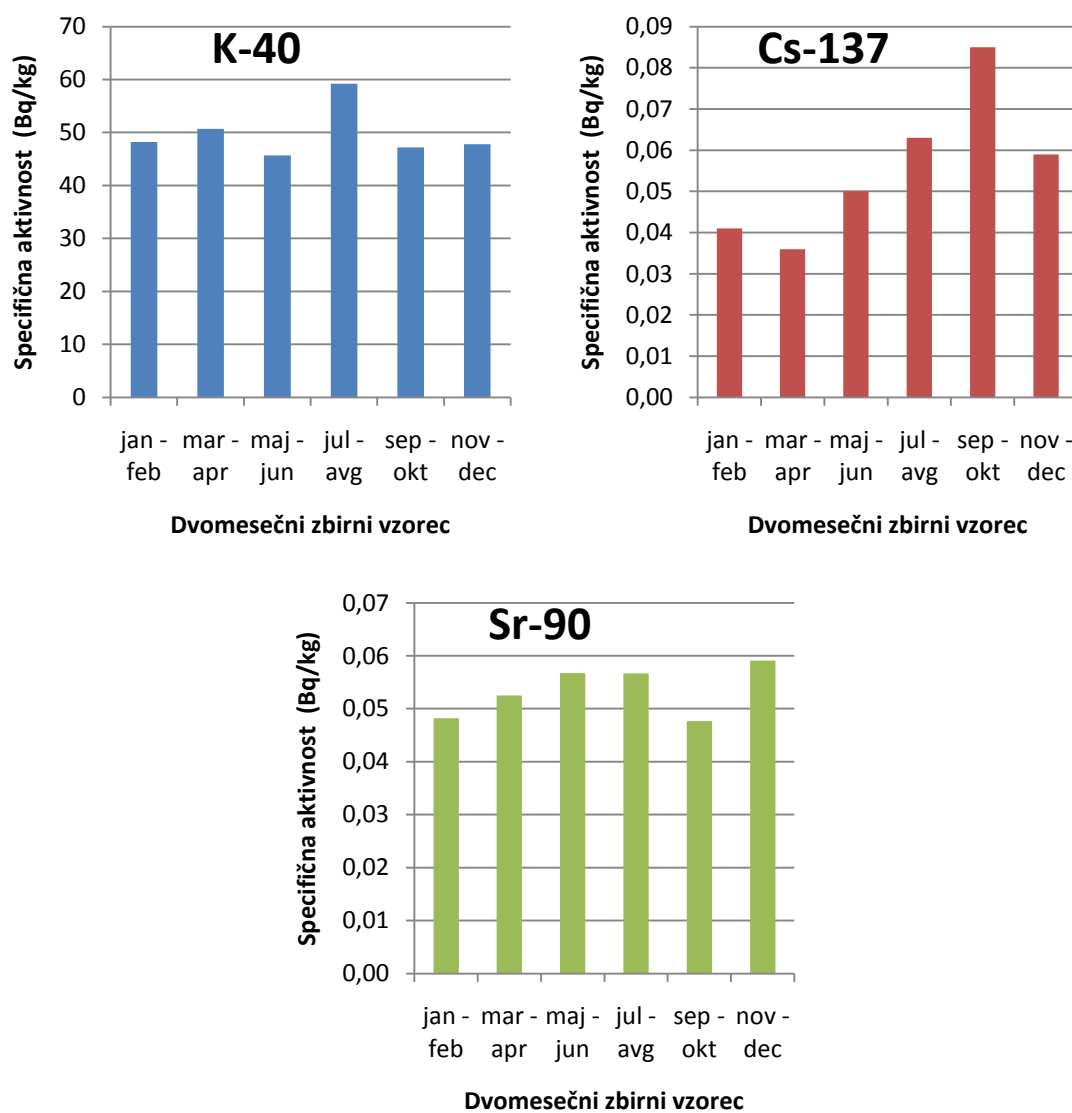 K-40
Specifična aktivnost (Bq/kg)
70
60
50
40
30
20
10
0
jan - mar - maj - jul - sep - nov -
feb apr jun avg okt dec
Dvomesečni zbirni vzorec
Cs-137
Specifična aktivnost (Bq/kg)
0,09
0,08
0,07
0,06
0,05
0,04
0,03
0,02
0,01
0,00
jan - mar - maj - jul - sep - nov -
feb apr jun avg okt dec
Dvomesečni zbirni vzorec
Sr-90
Specifična aktivnost (Bq/kg)
0,07
0,06
0,05
0,04
0,03
0,02
0,01
0,00
jan - mar - maj - jul - sep - nov -
feb apr jun avg okt dec
Dvomesečni zbirni vzorec